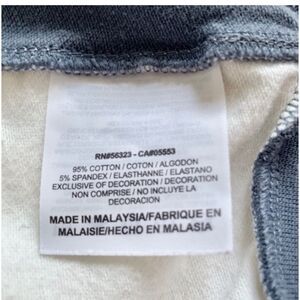 RN#56323 - CA#05553
95% COTTON / COTON / ALGODON
5% SPANDEX / ELASTHANNE / ELASTANO
EXCLUSIVE OF DECORATION / DECORATION
NON COMPRISE / NO INCLUYE LA
DECORACION
MADE IN MALAYSIA/FABRIQUE EN
MALAISIE/HECHO EN MALASIA